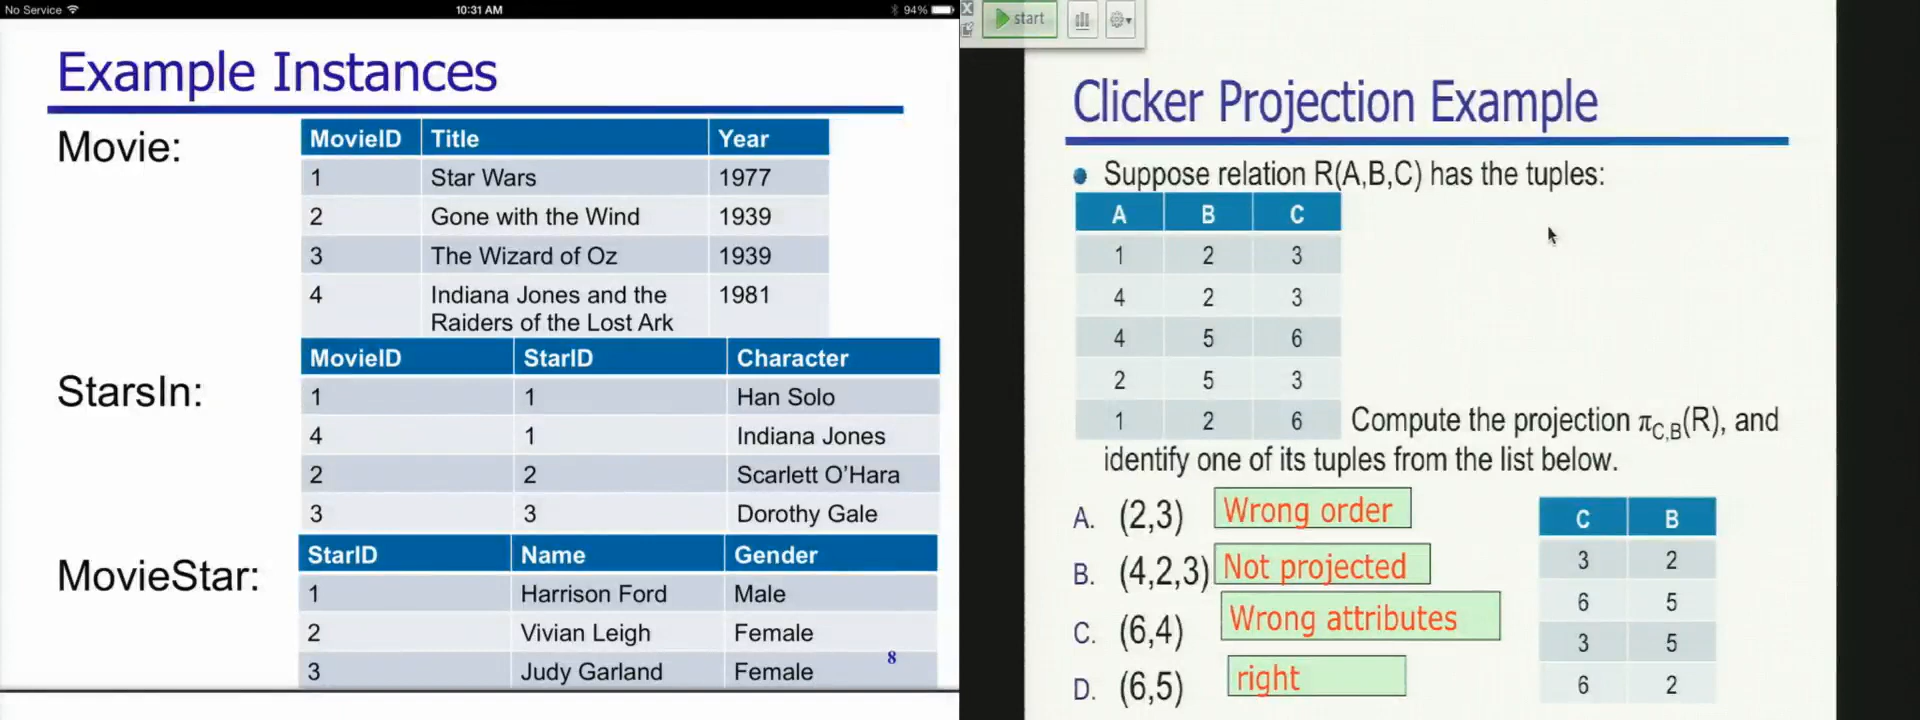 No Service 10:31 AM 94%
Example Instances
Movie:
MovieID Title Year
1 Star Wars 1977
2 Gone with the Wind 1939
3 The Wizard of Oz 1939
4 Indiana Jones and the 1981
Raiders of the Lost Ark
StarsIn:
MovieID StarID Character
1 1 Han Solo
4 1 Indiana Jones
2 2 Scarlett O'Hara
3 3 Dorothy Gale
MovieStar:
StarID Name Gender
1 Harrison Ford Male
2 Vivian Leigh Female
3 Judy Garland Female
8
start
Clicker Projection Example
Suppose relation R(A,B,C) has the tuples:
A B C
1 2 3
4 2 3
4 5 6
2 5 3
1 2 6
Compute the projection π_C,B(R), and
identify one of its tuples from the list below.
A. (2,3) Wrong order
B. (4,2,3) Not projected
C. (6,4) Wrong attributes
D. (6,5) right
C B
3 2
6 5
3 5
6 2